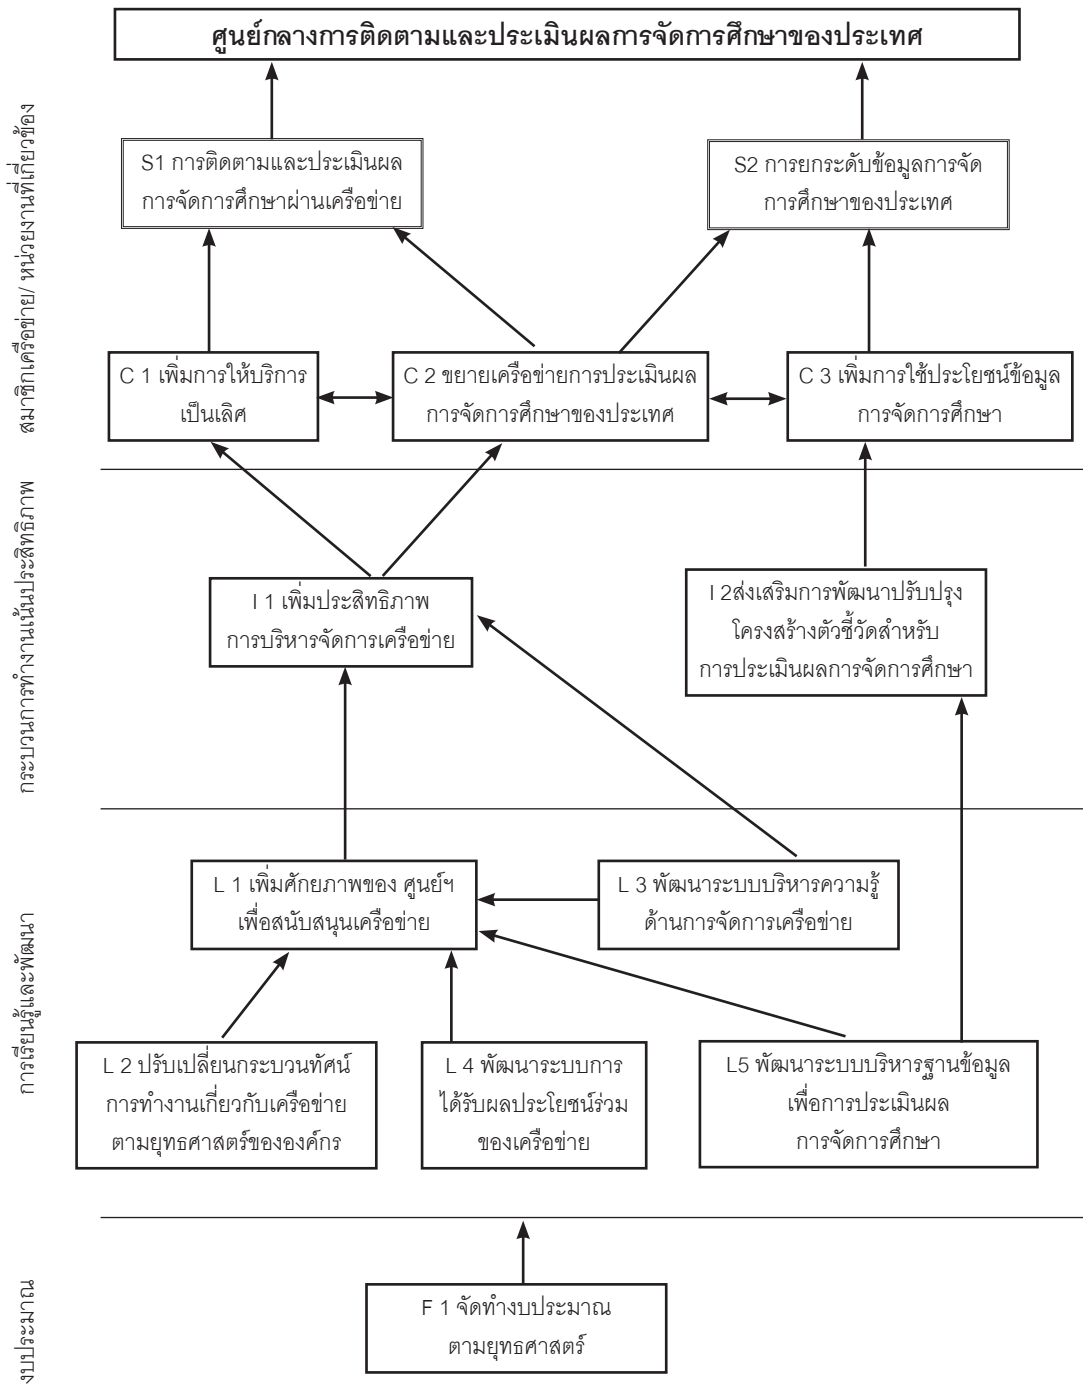 ศูนย์กลางการติดตามและประเมินผลการจัดการศึกษาของประเทศ
สมาชิกเครือข่าย/ หน่วยงานที่เกี่ยวข้อง
S1 การติดตามและประเมินผล
การจัดการศึกษาผ่านเครือข่าย
S2 การยกระดับข้อมูลการจัด
การศึกษาของประเทศ
C 1 เพิ่มการให้บริการ
เป็นเลิศ
C 2 ขยายเครือข่ายการประเมินผล
การจัดการศึกษาของประเทศ
C 3 เพิ่มการใช้ประโยชน์ข้อมูล
การจัดการศึกษา
กระบวนการทำงานเน้นประสิทธิภาพ
I 1 เพิ่มประสิทธิภาพ
การบริหารจัดการเครือข่าย
I 2ส่งเสริมการพัฒนาปรับปรุง
โครงสร้างตัวชี้วัดสำหรับ
การประเมินผลการจัดการศึกษา
การเรียนรู้และพัฒนา
L 1 เพิ่มศักยภาพของ ศูนย์ฯ
เพื่อสนับสนุนเครือข่าย
L 3 พัฒนาระบบบริหารความรู้
ด้านการจัดการเครือข่าย
L 2 ปรับเปลี่ยนกระบวนทัศน์
การทำงานเกี่ยวกับเครือข่าย
ตามยุทธศาสตร์ขององค์กร
L 4 พัฒนาระบบการ
ได้รับผลประโยชน์ร่วม
ของเครือข่าย
L5 พัฒนาระบบบริหารฐานข้อมูล
เพื่อการประเมินผล
การจัดการศึกษา
งบประมาณ
F 1 จัดทำงบประมาณ
ตามยุทธศาสตร์